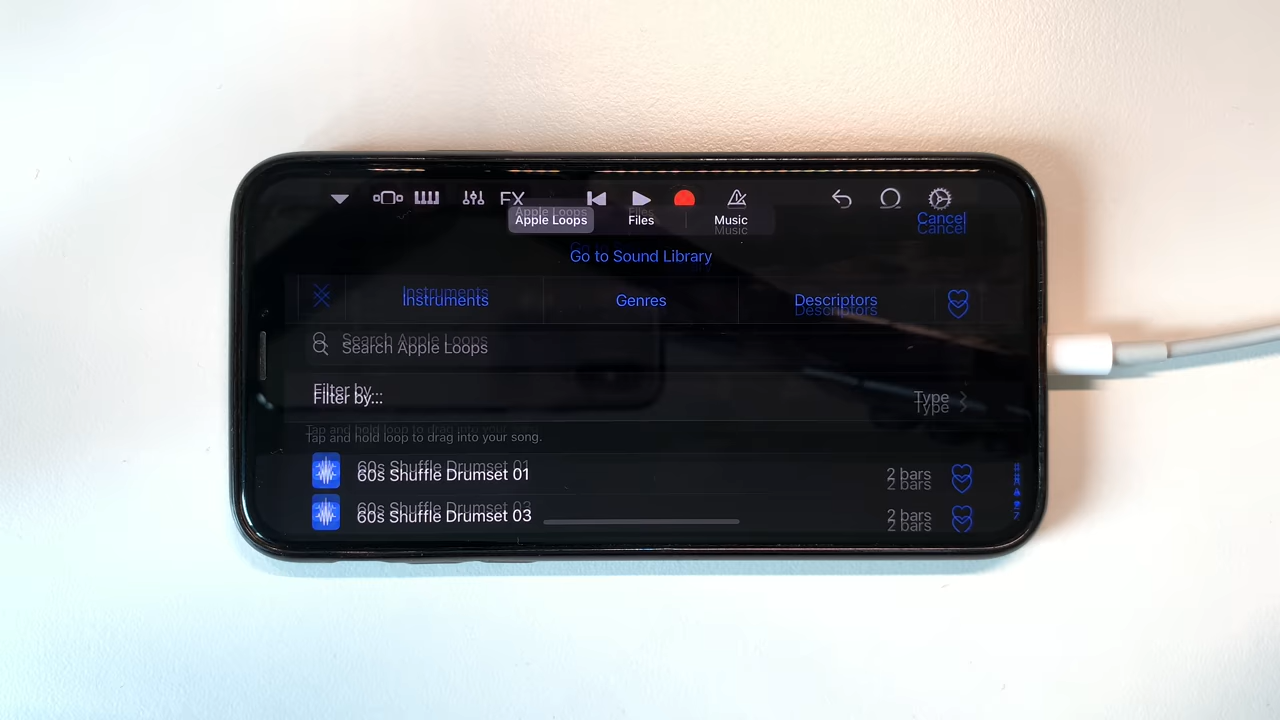 FX
Apple Loops Files Music
Cancel
Go to Sound Library
Instruments Genres Descriptors
Search Apple Loops
Filter by... Type
Tap and hold loop to drag into your song.
60s Shuffle Drumset 01 2 bars
60s Shuffle Drumset 03 2 bars